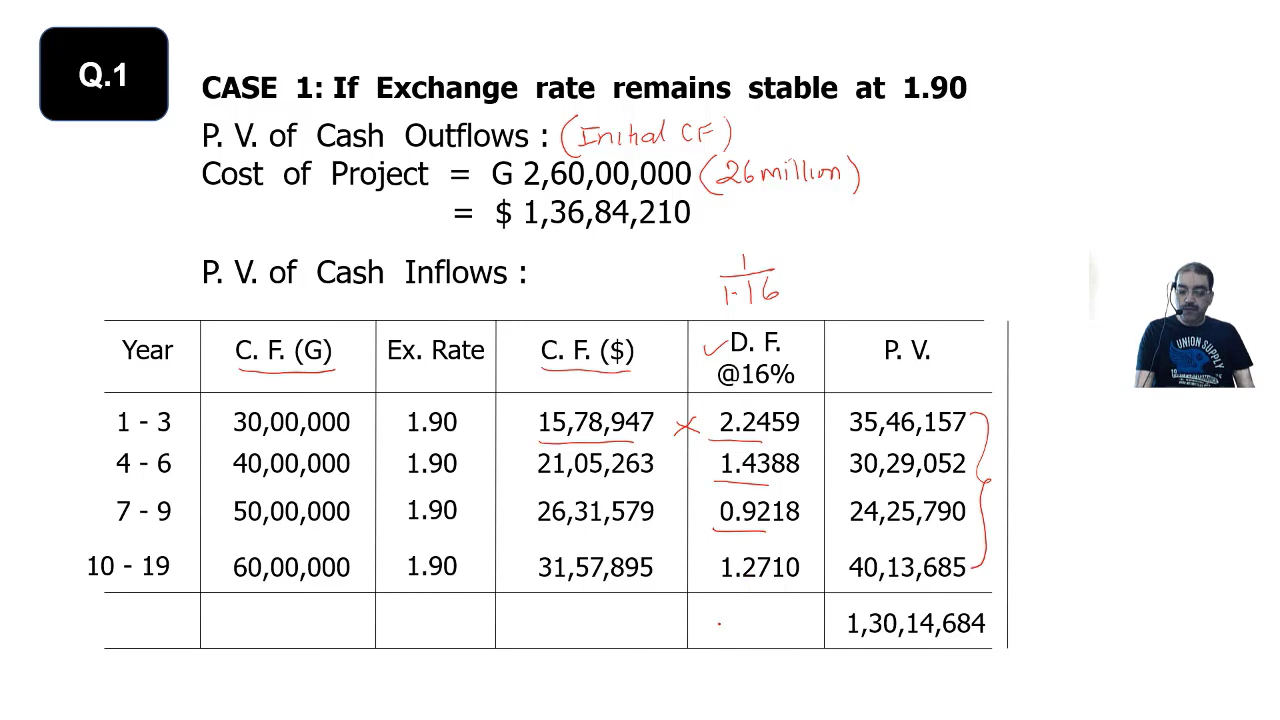 Q.1
CASE 1: If Exchange rate remains stable at 1.90
P. V. of Cash Outflows : (Initial CF)
Cost of Project = G 2,60,00,000 (26 million)
= $ 1,36,84,210
P. V. of Cash Inflows :
1
1.16
Year C. F. (G) Ex. Rate C. F. ($) ✓ D. F. @16% P. V.
1 - 3 30,00,000 1.90 15,78,947 × 2.2459 35,46,157
4 - 6 40,00,000 1.90 21,05,263 1.4388 30,29,052
7 - 9 50,00,000 1.90 26,31,579 0.9218 24,25,790
10 - 19 60,00,000 1.90 31,57,895 1.2710 40,13,685
1,30,14,684
UNION SUPPLY